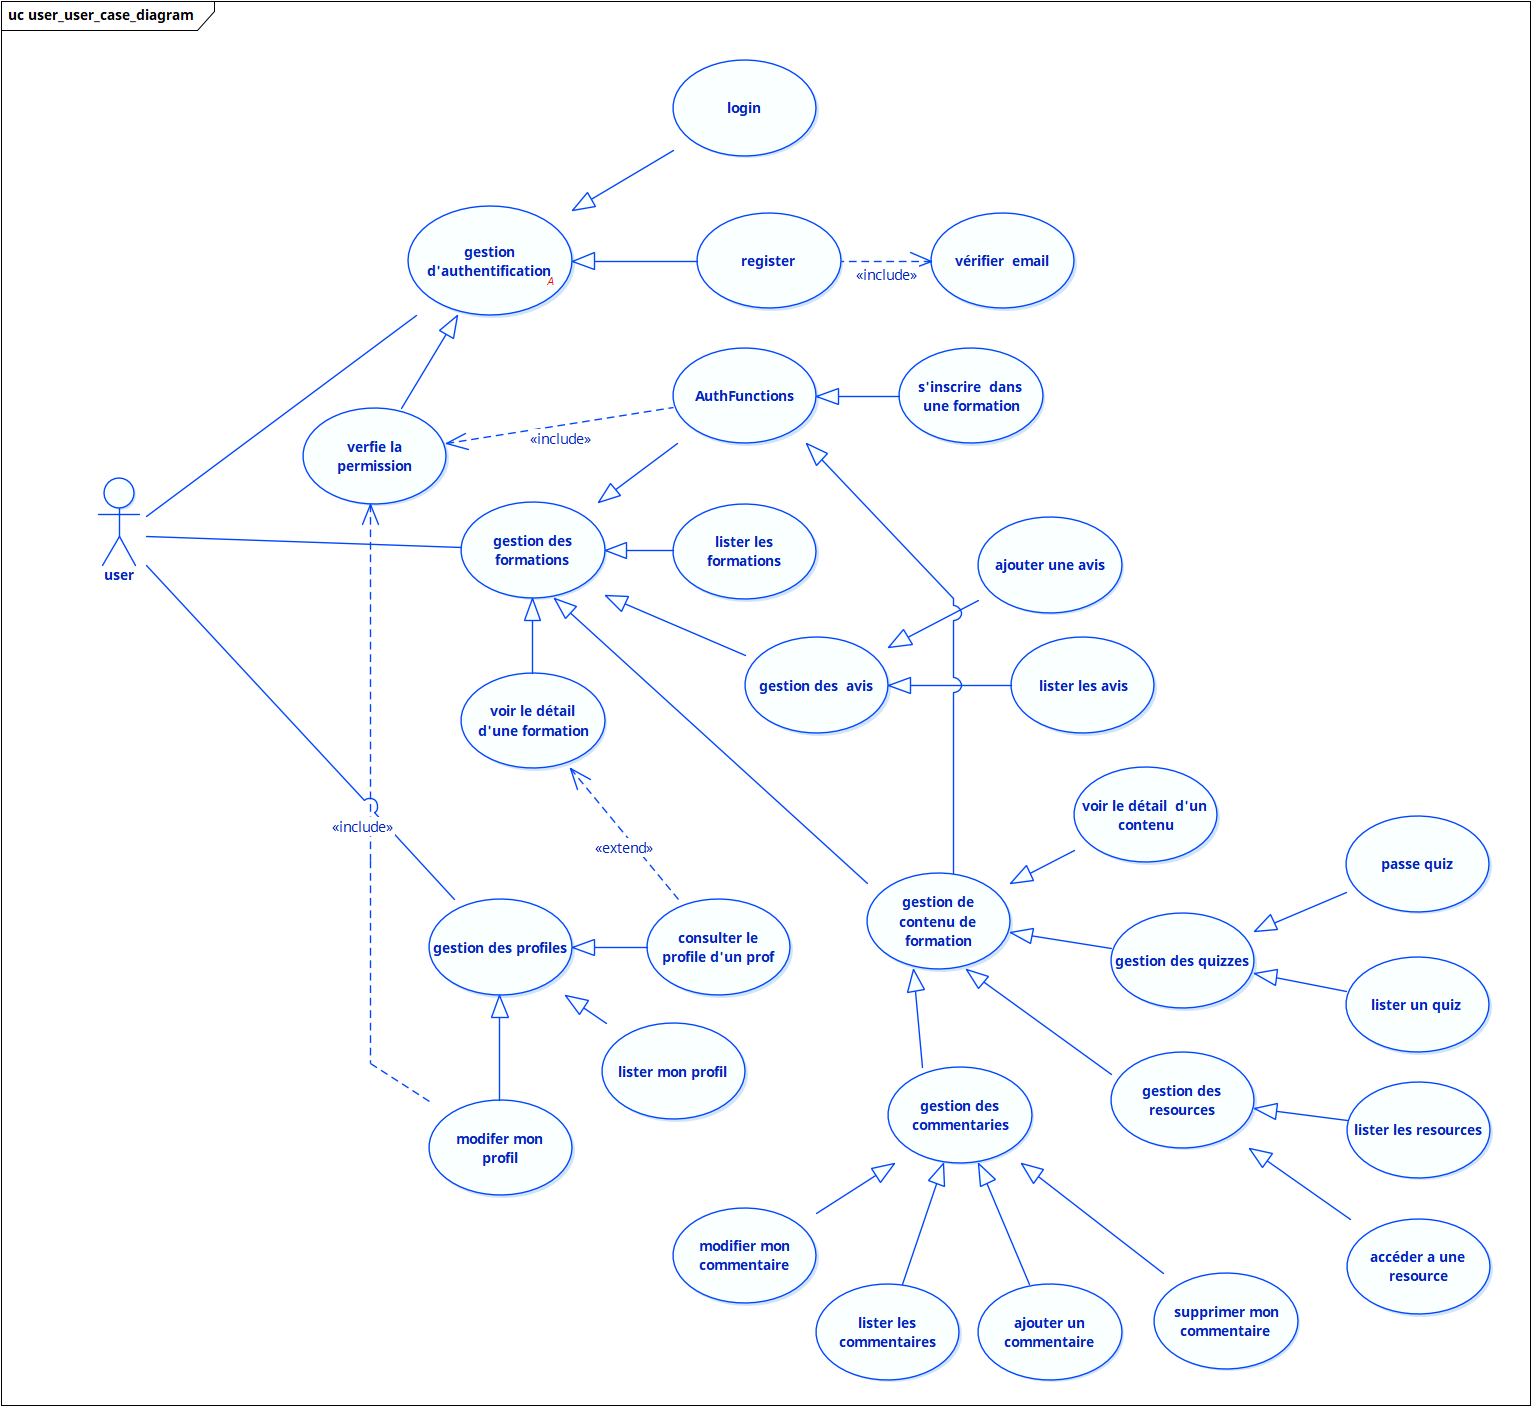 uc user_user_case_diagram
login
gestion
d'authentification
A
register
«include»
vérifier email
AuthFunctions
s'inscrire dans
une formation
verfie la
permission
«include»
user
gestion des
formations
lister les
formations
ajouter une avis
gestion des avis
lister les avis
voir le détail
d'une formation
voir le détail d'un
contenu
«include»
«extend»
passe quiz
gestion de
contenu de
formation
gestion des profiles
consulter le
profile d'un prof
gestion des quizzes
lister un quiz
lister mon profil
gestion des
commentaries
gestion des
resources
lister les resources
modifer mon
profil
modifier mon
commentaire
accéder a une
resource
lister les
commentaires
ajouter un
commentaire
supprimer mon
commentaire